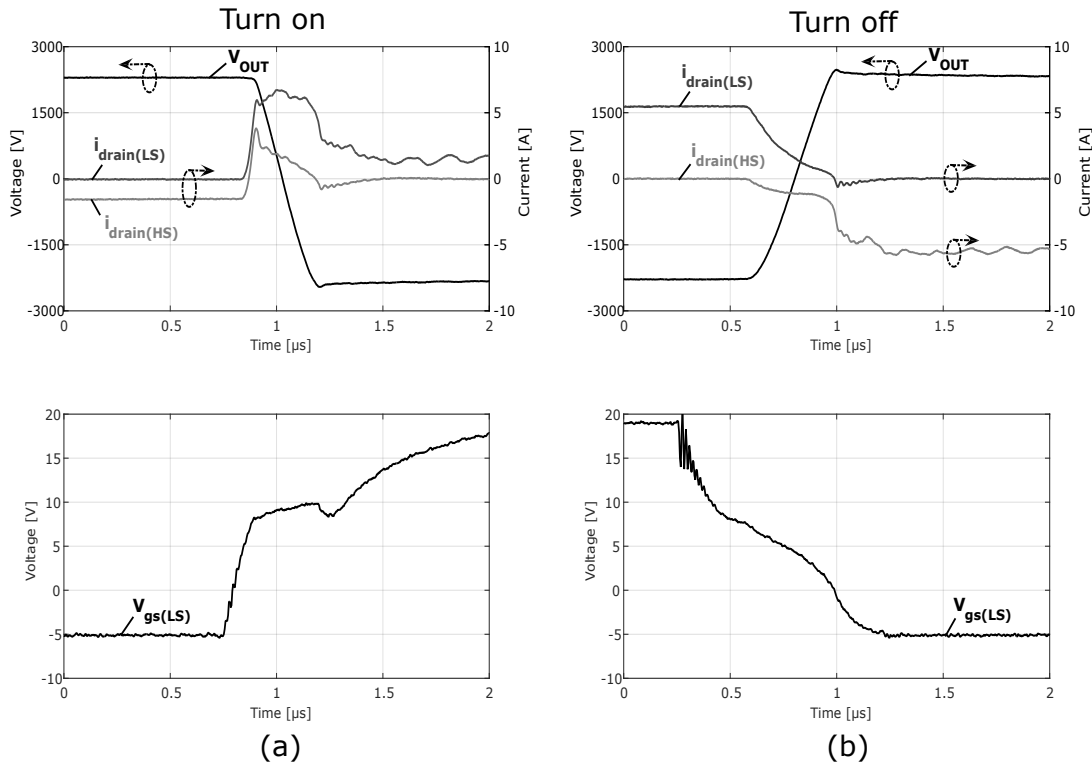 Turn on
Turn off
3000
1500
0
-1500
-3000
10
5
0
-5
-10
Voltage [V]
Current [A]
V_OUT
i_drain(LS)
i_drain(HS)
0
0.5
1
1.5
2
Time [µs]
3000
1500
0
-1500
-3000
10
5
0
-5
-10
Voltage [V]
Current [A]
i_drain(LS)
V_OUT
i_drain(HS)
0
0.5
1
1.5
2
Time [µs]
20
15
10
5
0
-5
-10
Voltage [V]
V_gs(LS)
0
0.5
1
1.5
2
Time [µs]
(a)
20
15
10
5
0
-5
-10
Voltage [V]
V_gs(LS)
0
0.5
1
1.5
2
Time [µs]
(b)